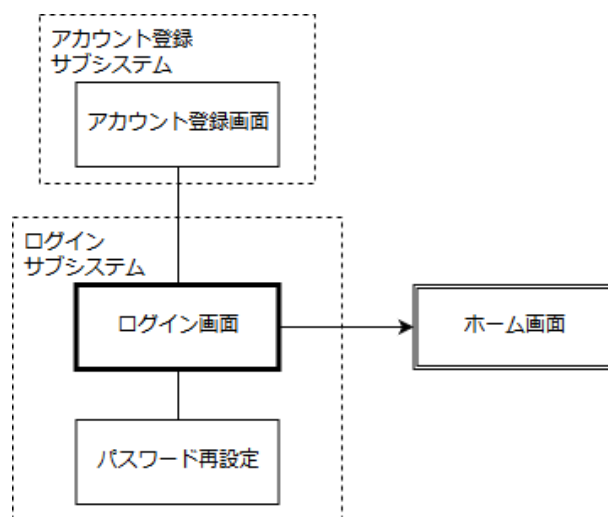 アカウント登録
サブシステム
アカウント登録画面
ログイン
サブシステム
ログイン画面
ホーム画面
パスワード再設定